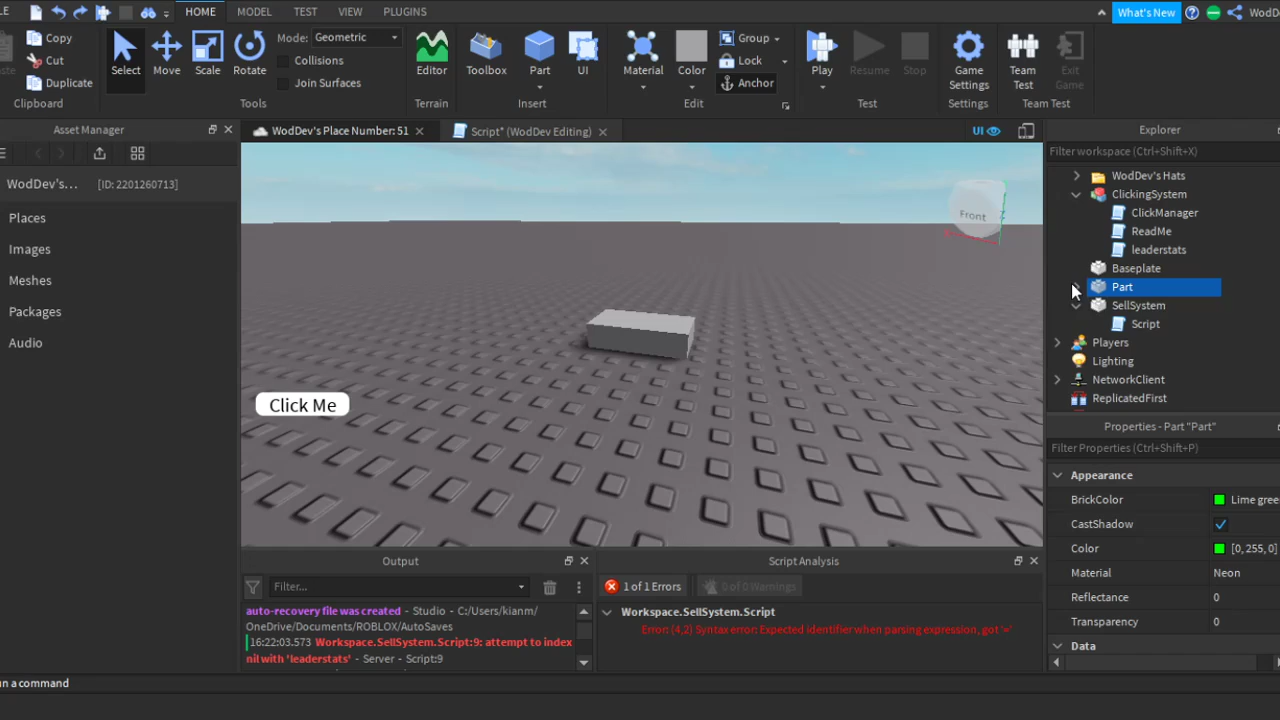 LE HOME MODEL TEST VIEW PLUGINS What's New WodD
Copy
Cut
Duplicate
ste
Clipboard
Select Move Scale Rotate
Mode: Geometric
Collisions
Join Surfaces
Tools
Editor
Terrain
Toolbox Part UI
Insert
Material Color
Group
Lock
Anchor
Edit
Play Resume Stop
Test
Game Settings
Settings
Team Test
Exit Game
Team Test
Asset Manager
WodDev's... [ID: 2201260713]
Places
Images
Meshes
Packages
Audio
WodDev's Place Number: 51
Script* (WodDev Editing)
UI
Front
Click Me
Explorer
Filter workspace (Ctrl+Shift+X)
WodDev's Hats
ClickingSystem
ClickManager
ReadMe
leaderstats
Baseplate
Part
SellSystem
Script
Players
Lighting
NetworkClient
ReplicatedFirst
Properties - Part "Part"
Filter Properties (Ctrl+Shift+P)
Appearance
BrickColor Lime gree
CastShadow
Color [0, 255, 0]
Material Neon
Reflectance 0
Transparency 0
Data
Output
Filter...
auto-recovery file was created - Studio - C:/Users/kianm/
OneDrive/Documents/ROBLOX/AutoSaves
16:22:03.573 Workspace.SellSystem.Script:9: attempt to index
nil with 'leaderstats' - Server - Script:9
Script Analysis
1 of 1 Errors 0 of 0 Warnings
Workspace.SellSystem.Script
Error: (4,2) Syntax error: Expected identifier when parsing expression, got '='
n a command